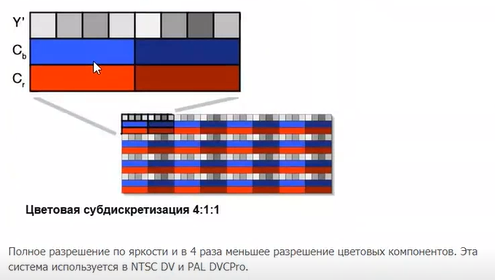 Y'
Cb
Cr
Цветовая субдискретизация 4:1:1
Полное разрешение по яркости и в 4 раза меньшее разрешение цветовых компонентов. Эта
система используется в NTSC DV и PAL DVCPro.